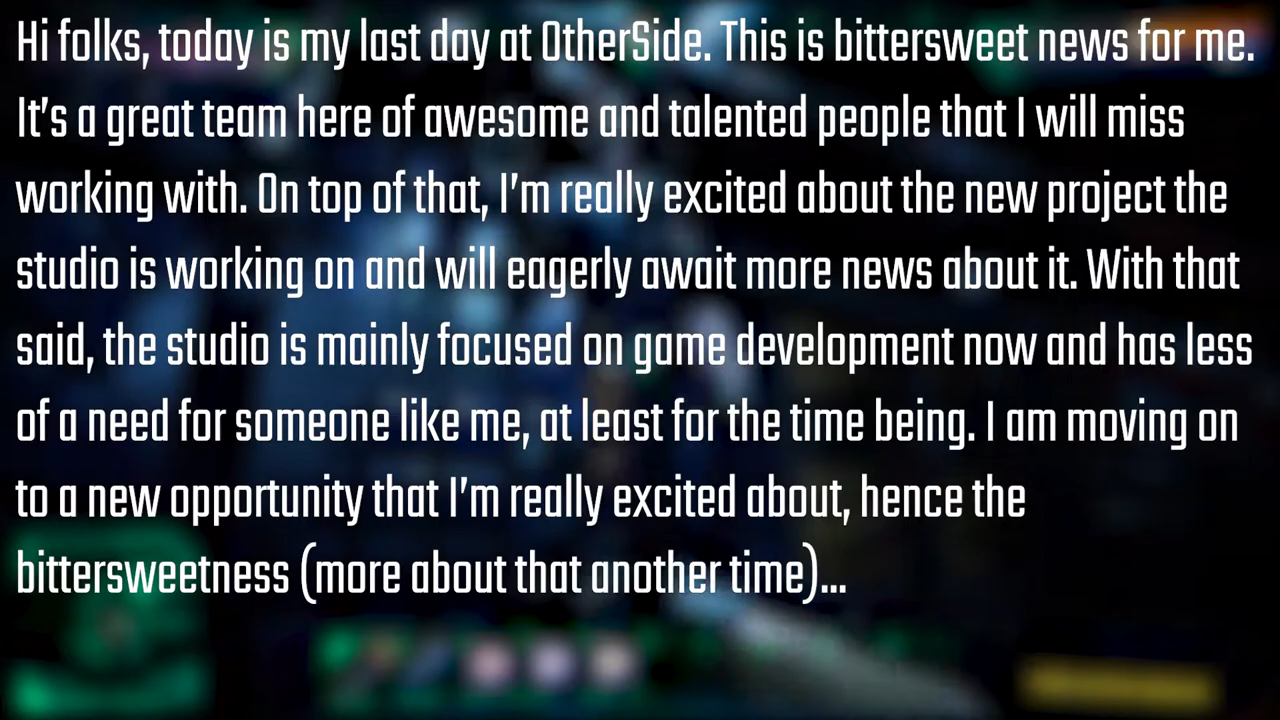 Hi folks, today is my last day at OtherSide. This is bittersweet news for me.
It's a great team here of awesome and talented people that I will miss
working with. On top of that, I'm really excited about the new project the
studio is working on and will eagerly await more news about it. With that
said, the studio is mainly focused on game development now and has less
of a need for someone like me, at least for the time being. I am moving on
to a new opportunity that I'm really excited about, hence the
bittersweetness (more about that another time)...